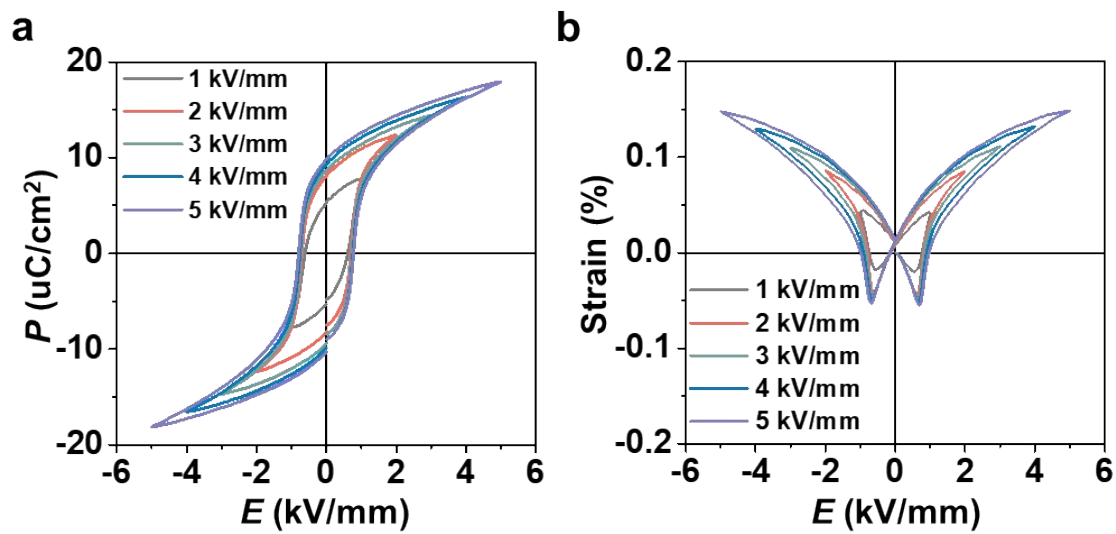 a
20
10
0
-10
-20
P (uC/cm²)
1 kV/mm
2 kV/mm
3 kV/mm
4 kV/mm
5 kV/mm
-6 -4 -2 0 2 4 6
E (kV/mm)
b
0.2
0.1
0.0
-0.1
-0.2
Strain (%)
1 kV/mm
2 kV/mm
3 kV/mm
4 kV/mm
5 kV/mm
-6 -4 -2 0 2 4 6
E (kV/mm)